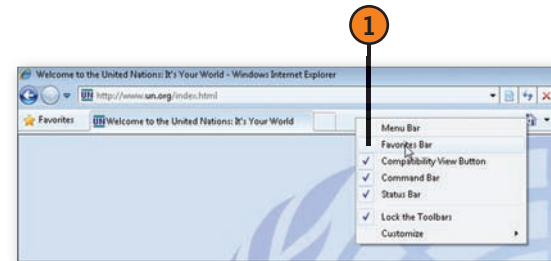 1
Welcome to the United Nations: It's Your World - Windows Internet Explorer
UN http://www.un.org/index.html
Favorites UN Welcome to the United Nations: It's Your World
Menu Bar
Favorites Bar
Compatibility View Button
Command Bar
Status Bar
Lock the Toolbars
Customize